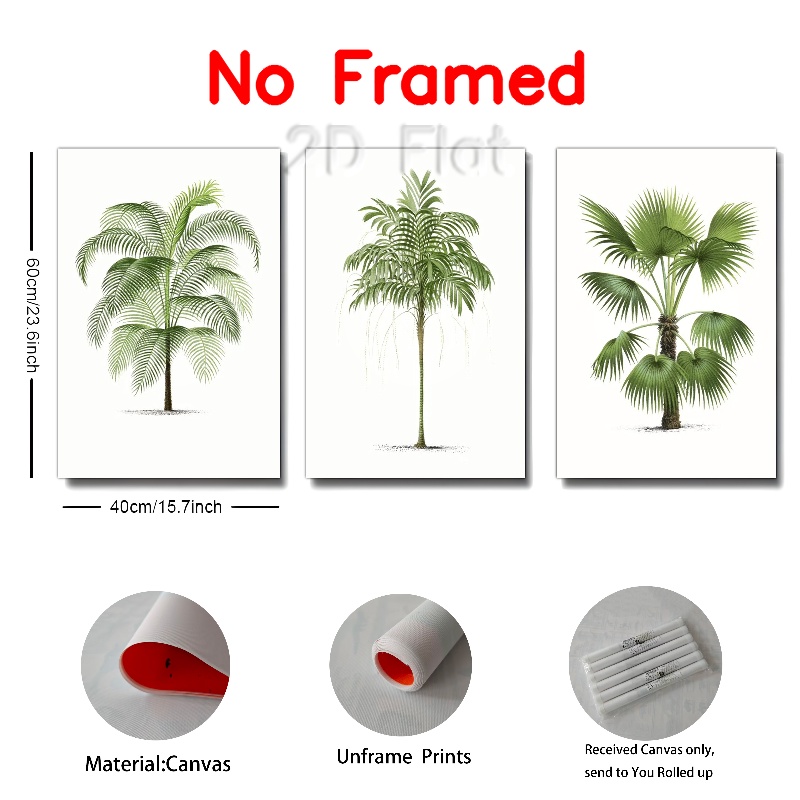 No Framed
2D Flat
60cm/23.6inch
40cm/15.7inch
Material:Canvas
Unframe Prints
Received Canvas only,
send to You Rolled up